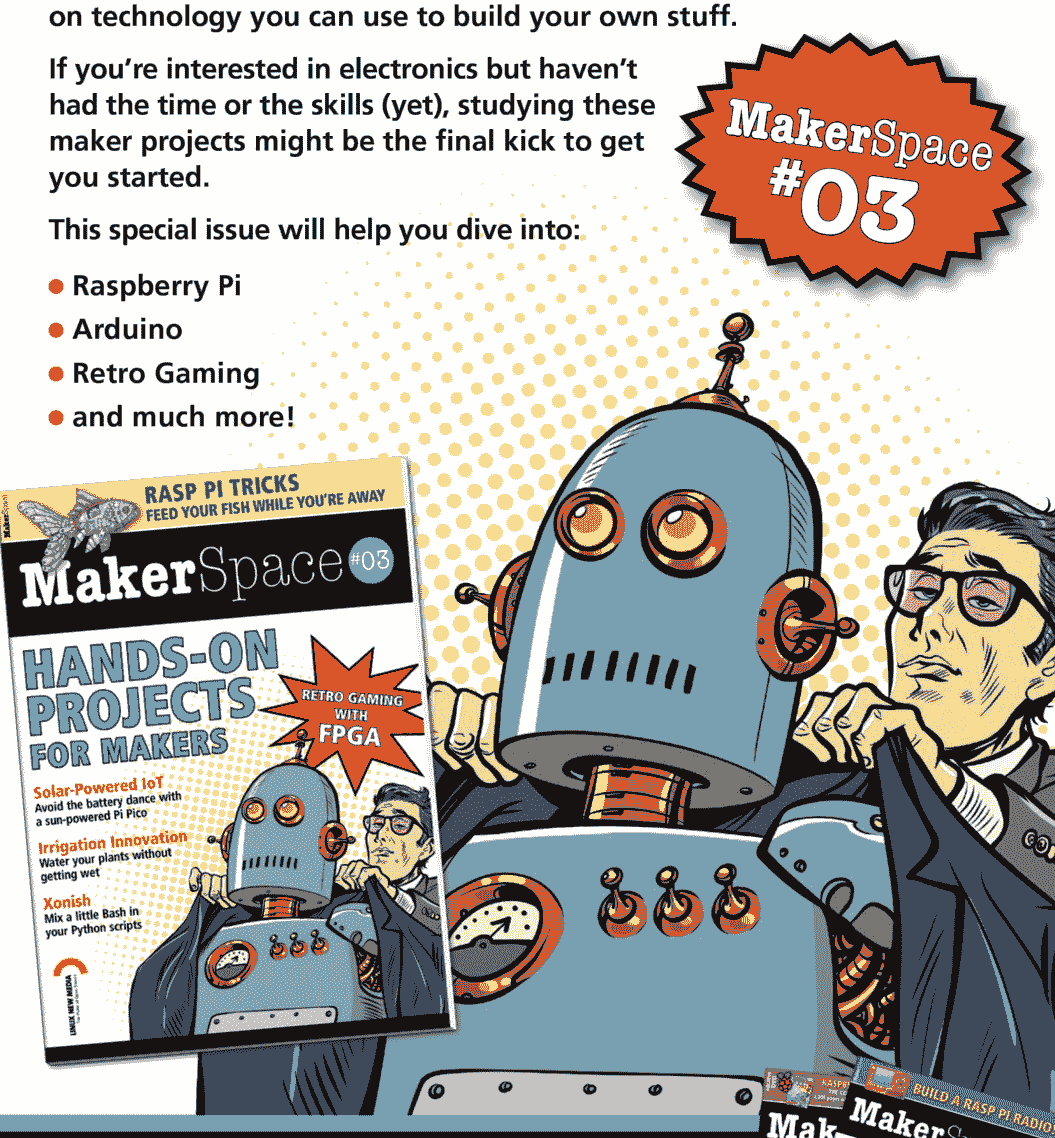 on technology you can use to build your own stuff.
If you're interested in electronics but haven't
had the time or the skills (yet), studying these
maker projects might be the final kick to get
you started.
This special issue will help you dive into:
Raspberry Pi
Arduino
Retro Gaming
and much more!
MakerSpace
#03
RASP PI TRICKS
FEED YOUR FISH WHILE YOU'RE AWAY
MakerSpace #03
HANDS-ON
PROJECTS
FOR MAKERS
RETRO GAMING
WITH
FPGA
Solar-Powered IoT
Avoid the battery dance with
a sun-powered Pi Pico
Irrigation Innovation
Water your plants without
getting wet
Xonish
Mix a little Bash in
your Python scripts
LINUX NEW MEDIA
BUILD A RASP PI RADIO